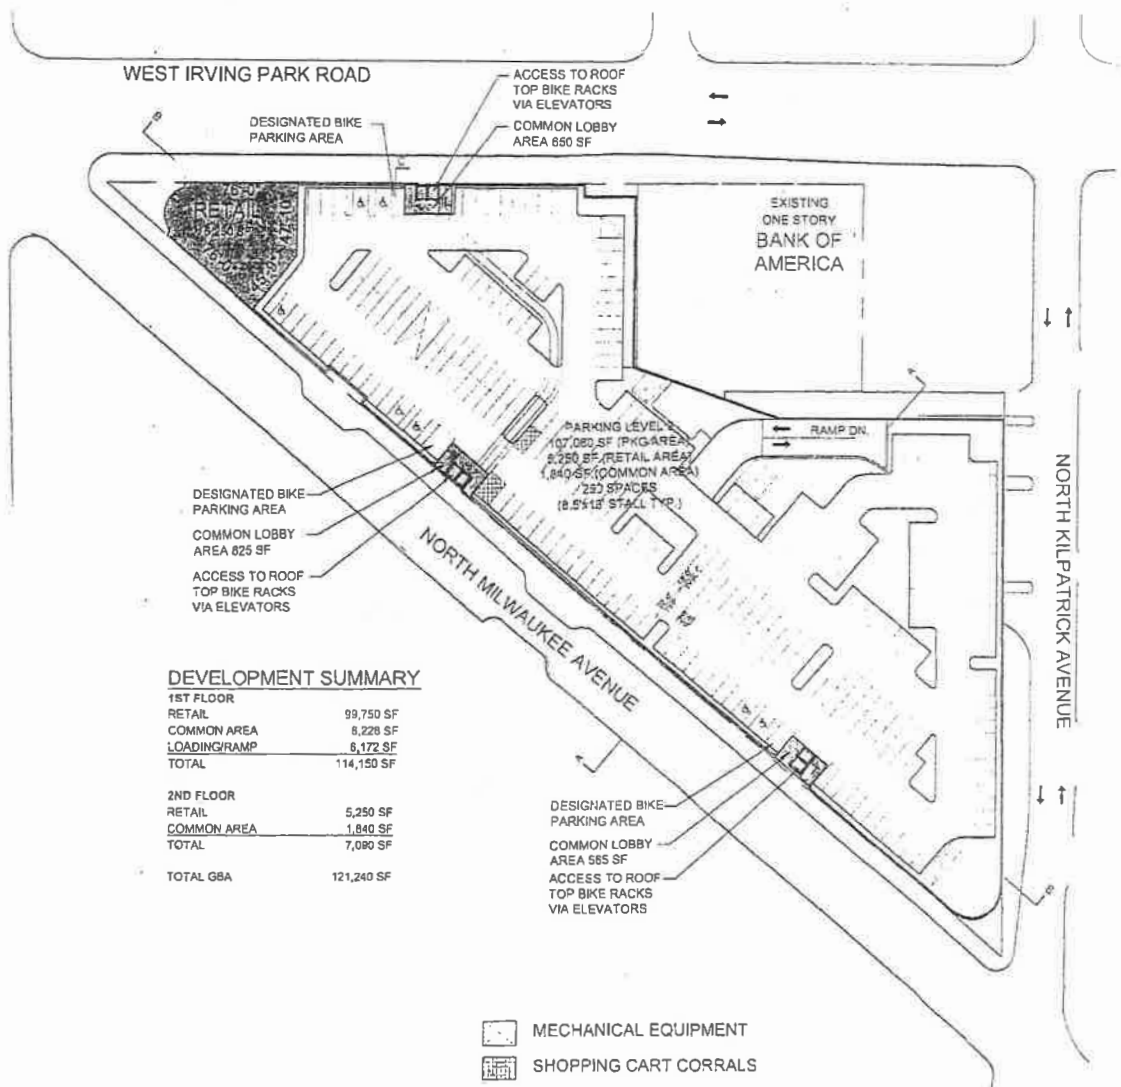 WEST IRVING PARK ROAD
ACCESS TO ROOF
TOP BIKE RACKS
VIA ELEVATORS
DESIGNATED BIKE
PARKING AREA
COMMON LOBBY
AREA 650 SF
RETAIL
EXISTING
ONE STORY
BANK OF
AMERICA
RAMP DN.
PARKING LEVEL 2
107,060 SF (PKG AREA)
5,250 SF (RETAIL AREA)
1,840 SF (COMMON AREA)
SPACES
STALL TYP.)
NORTH KILPATRICK AVENUE
DESIGNATED BIKE
PARKING AREA
COMMON LOBBY
AREA 625 SF
ACCESS TO ROOF
TOP BIKE RACKS
VIA ELEVATORS
NORTH MILWAUKEE AVENUE
DEVELOPMENT SUMMARY
1ST FLOOR
RETAIL 99,750 SF
COMMON AREA 8,228 SF
LOADING/RAMP 6,172 SF
TOTAL 114,150 SF
2ND FLOOR
RETAIL 5,250 SF
COMMON AREA 1,840 SF
TOTAL 7,090 SF
TOTAL GBA 121,240 SF
DESIGNATED BIKE
PARKING AREA
COMMON LOBBY
AREA 565 SF
ACCESS TO ROOF
TOP BIKE RACKS
VIA ELEVATORS
MECHANICAL EQUIPMENT
SHOPPING CART CORRALS